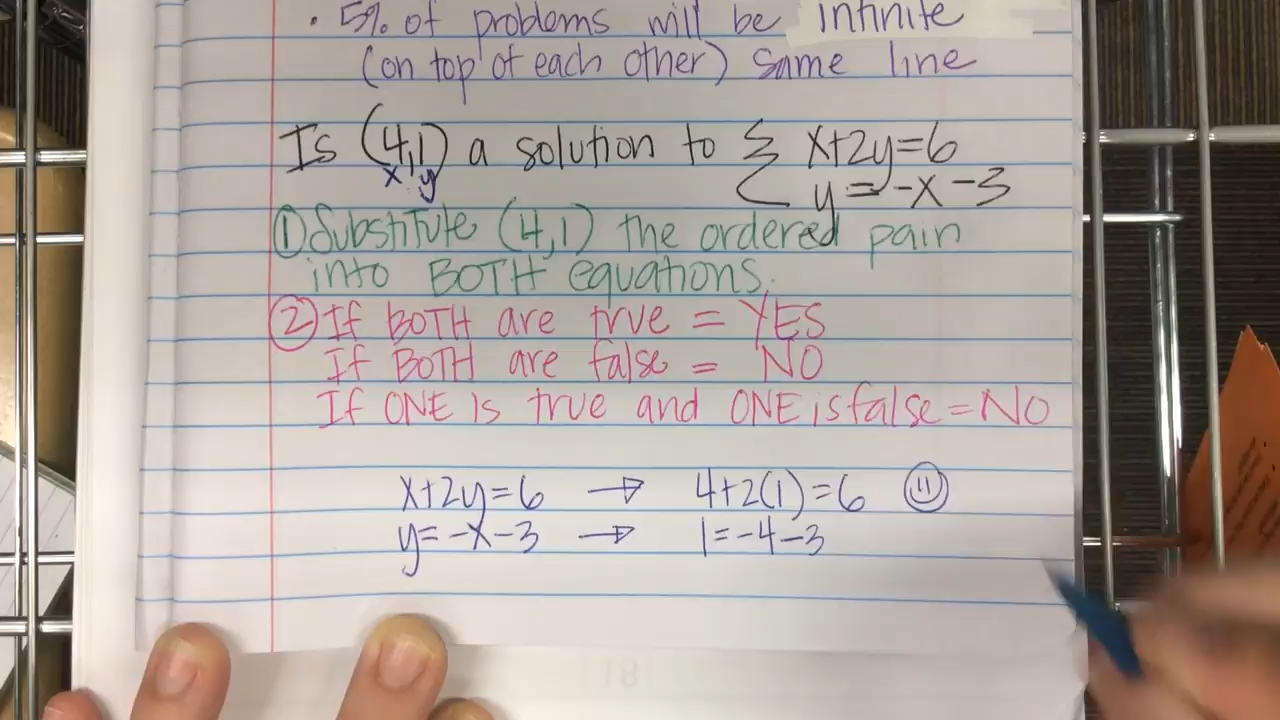 • 5% of problems will be infinite
(on top of each other) same line
Is (4,1) a solution to { x+2y=6
x y
y = -x -3
① Substitute (4,1) the ordered pain
into BOTH equations.
② If BOTH are true = YES
If BOTH are false = NO
If ONE is true and ONE is false = NO
x+2y=6 → 4+2(1)=6
y=-x-3 → 1=-4-3